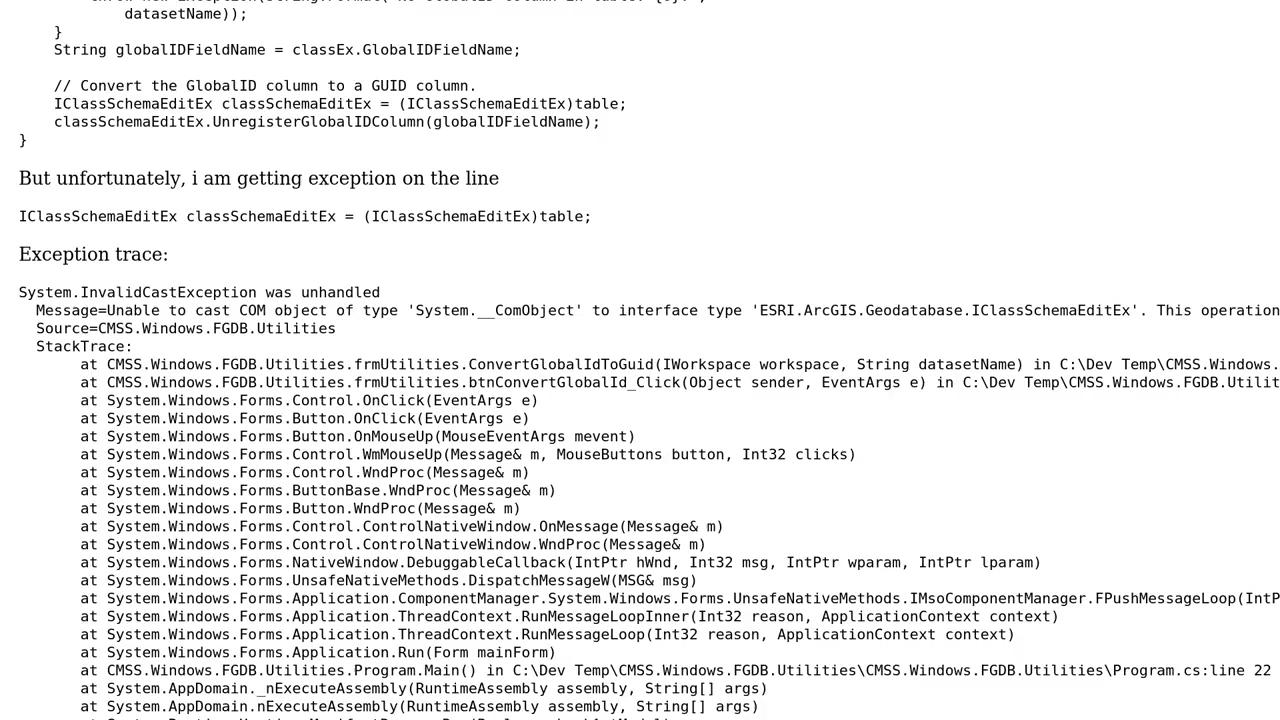 datasetName));
}
String globalIDFieldName = classEx.GlobalIDFieldName;
// Convert the GlobalID column to a GUID column.
IClassSchemaEditEx classSchemaEditEx = (IClassSchemaEditEx)table;
classSchemaEditEx.UnregisterGlobalIDColumn(globalIDFieldName);
}
But unfortunately, i am getting exception on the line
IClassSchemaEditEx classSchemaEditEx = (IClassSchemaEditEx)table;
Exception trace:
System.InvalidCastException was unhandled
Message=Unable to cast COM object of type 'System.__ComObject' to interface type 'ESRI.ArcGIS.Geodatabase.IClassSchemaEditEx'. This operation
Source=CMSS.Windows.FGDB.Utilities
StackTrace:
at CMSS.Windows.FGDB.Utilities.frmUtilities.ConvertGlobalIdToGuid(IWorkspace workspace, String datasetName) in C:\Dev Temp\CMSS.Windows.
at CMSS.Windows.FGDB.Utilities.frmUtilities.btnConvertGlobalId_Click(Object sender, EventArgs e) in C:\Dev Temp\CMSS.Windows.FGDB.Utilit
at System.Windows.Forms.Control.OnClick(EventArgs e)
at System.Windows.Forms.Button.OnClick(EventArgs e)
at System.Windows.Forms.Button.OnMouseUp(MouseEventArgs mevent)
at System.Windows.Forms.Control.WmMouseUp(Message& m, MouseButtons button, Int32 clicks)
at System.Windows.Forms.Control.WndProc(Message& m)
at System.Windows.Forms.ButtonBase.WndProc(Message& m)
at System.Windows.Forms.Button.WndProc(Message& m)
at System.Windows.Forms.Control.ControlNativeWindow.OnMessage(Message& m)
at System.Windows.Forms.Control.ControlNativeWindow.WndProc(Message& m)
at System.Windows.Forms.NativeWindow.DebuggableCallback(IntPtr hWnd, Int32 msg, IntPtr wparam, IntPtr lparam)
at System.Windows.Forms.UnsafeNativeMethods.DispatchMessageW(MSG& msg)
at System.Windows.Forms.Application.ComponentManager.System.Windows.Forms.UnsafeNativeMethods.IMsoComponentManager.FPushMessageLoop(IntP
at System.Windows.Forms.Application.ThreadContext.RunMessageLoopInner(Int32 reason, ApplicationContext context)
at System.Windows.Forms.Application.ThreadContext.RunMessageLoop(Int32 reason, ApplicationContext context)
at System.Windows.Forms.Application.Run(Form mainForm)
at CMSS.Windows.FGDB.Utilities.Program.Main() in C:\Dev Temp\CMSS.Windows.FGDB.Utilities\CMSS.Windows.FGDB.Utilities\Program.cs:line 22
at System.AppDomain._nExecuteAssembly(RuntimeAssembly assembly, String[] args)
at System.AppDomain.nExecuteAssembly(RuntimeAssembly assembly, String[] args)